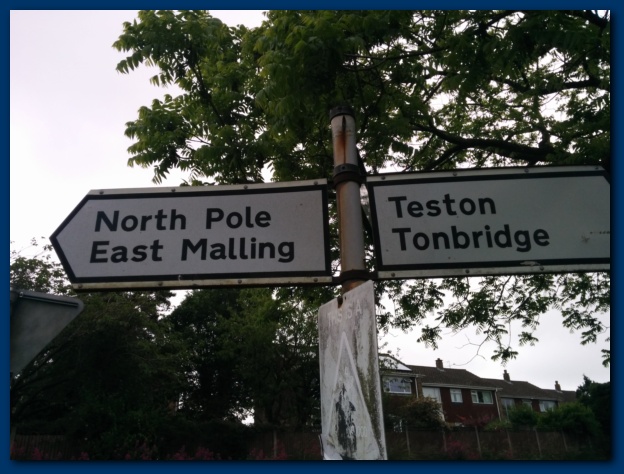 North Pole
East Malling
Teston
Tonbridge